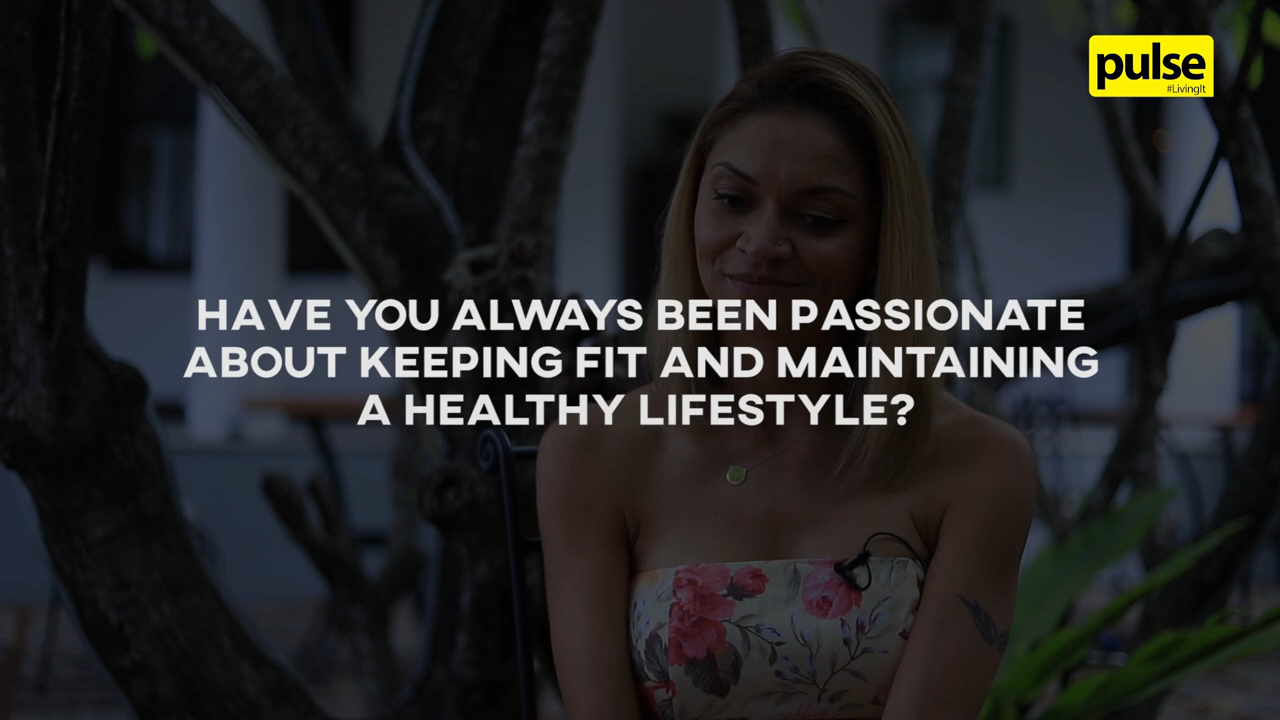 pulse
#LivingIt
HAVE YOU ALWAYS BEEN PASSIONATE
ABOUT KEEPING FIT AND MAINTAINING
A HEALTHY LIFESTYLE?